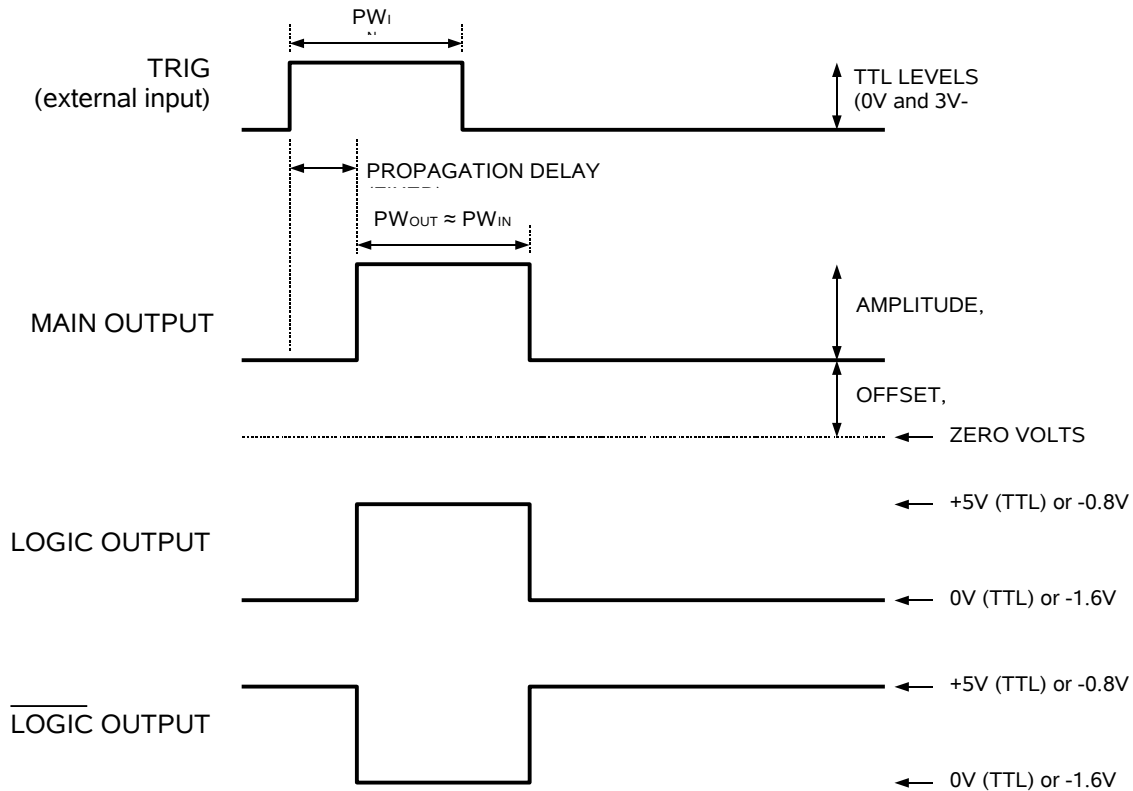 PWI
TRIG
(external input)
TTL LEVELS
(0V and 3V-
PROPAGATION DELAY
PWOUT ≈ PWIN
MAIN OUTPUT
AMPLITUDE,
OFFSET,
ZERO VOLTS
+5V (TTL) or -0.8V
LOGIC OUTPUT
0V (TTL) or -1.6V
+5V (TTL) or -0.8V
LOGIC OUTPUT
0V (TTL) or -1.6V